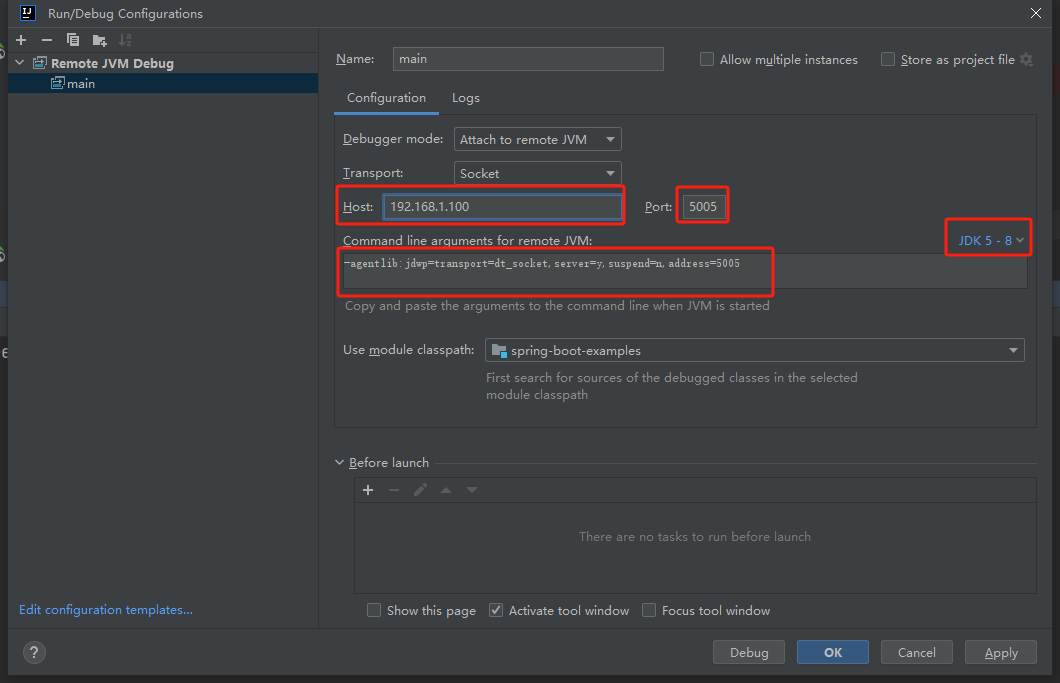 Run/Debug Configurations
Remote JVM Debug
main
Name: main
Allow multiple instances
Store as project file
Configuration
Logs
Debugger mode: Attach to remote JVM
Transport: Socket
Host: 192.168.1.100
Port: 5005
Command line arguments for remote JVM:
JDK 5 - 8
-agentlib:jdwp=transport=dt_socket,server=y,suspend=n,address=5005
Copy and paste the arguments to the command line when JVM is started
Use module classpath: spring-boot-examples
First search for sources of the debugged classes in the selected
module classpath
Before launch
There are no tasks to run before launch
Edit configuration templates...
Show this page
Activate tool window
Focus tool window
?
Debug
OK
Cancel
Apply